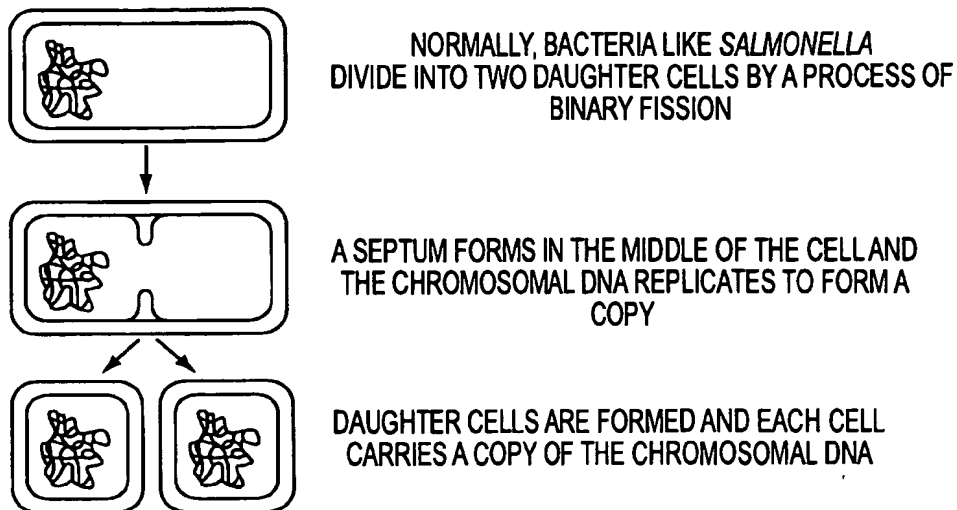 NORMALLY, BACTERIA LIKE SALMONELLA
DIVIDE INTO TWO DAUGHTER CELLS BY A PROCESS OF
BINARY FISSION
A SEPTUM FORMS IN THE MIDDLE OF THE CELL AND
THE CHROMOSOMAL DNA REPLICATES TO FORM A
COPY
DAUGHTER CELLS ARE FORMED AND EACH CELL
CARRIES A COPY OF THE CHROMOSOMAL DNA